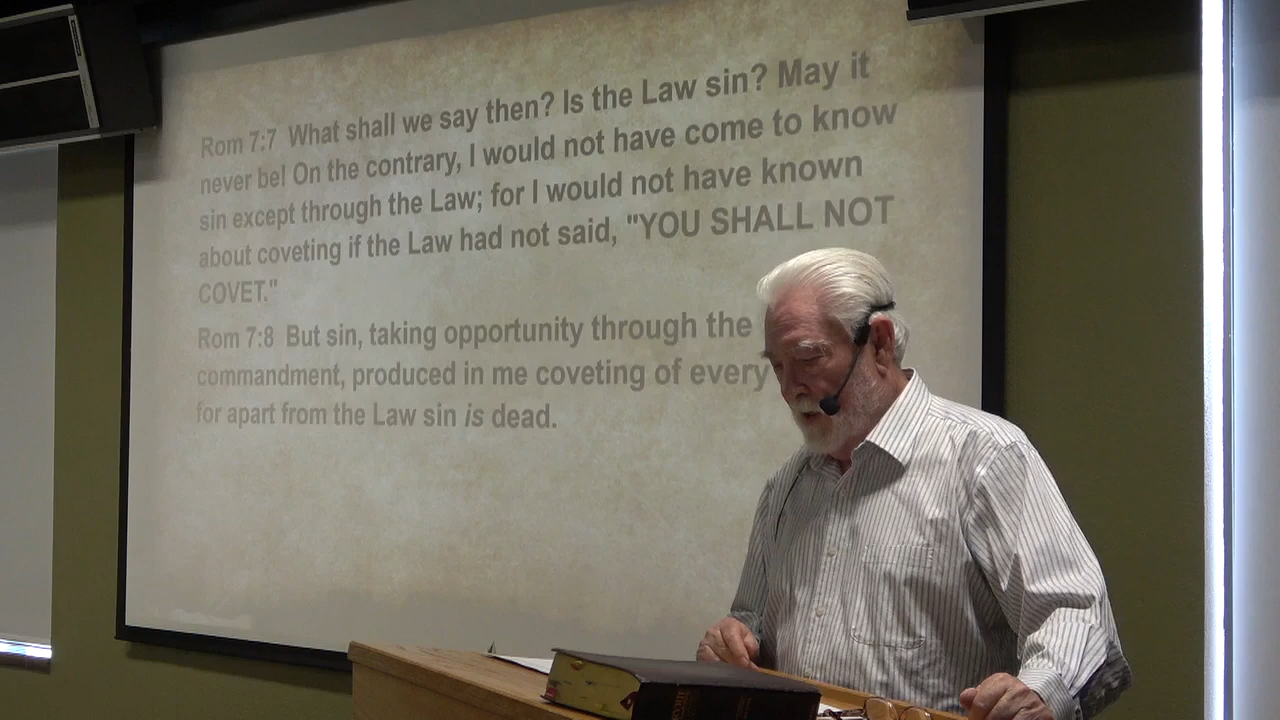 Rom 7:7 What shall we say then? Is the Law sin? May it
never be! On the contrary, I would not have come to know
sin except through the Law; for I would not have known
about coveting if the Law had not said, "YOU SHALL NOT
COVET."
Rom 7:8 But sin, taking opportunity through the
commandment, produced in me coveting of every
for apart from the Law sin is dead.